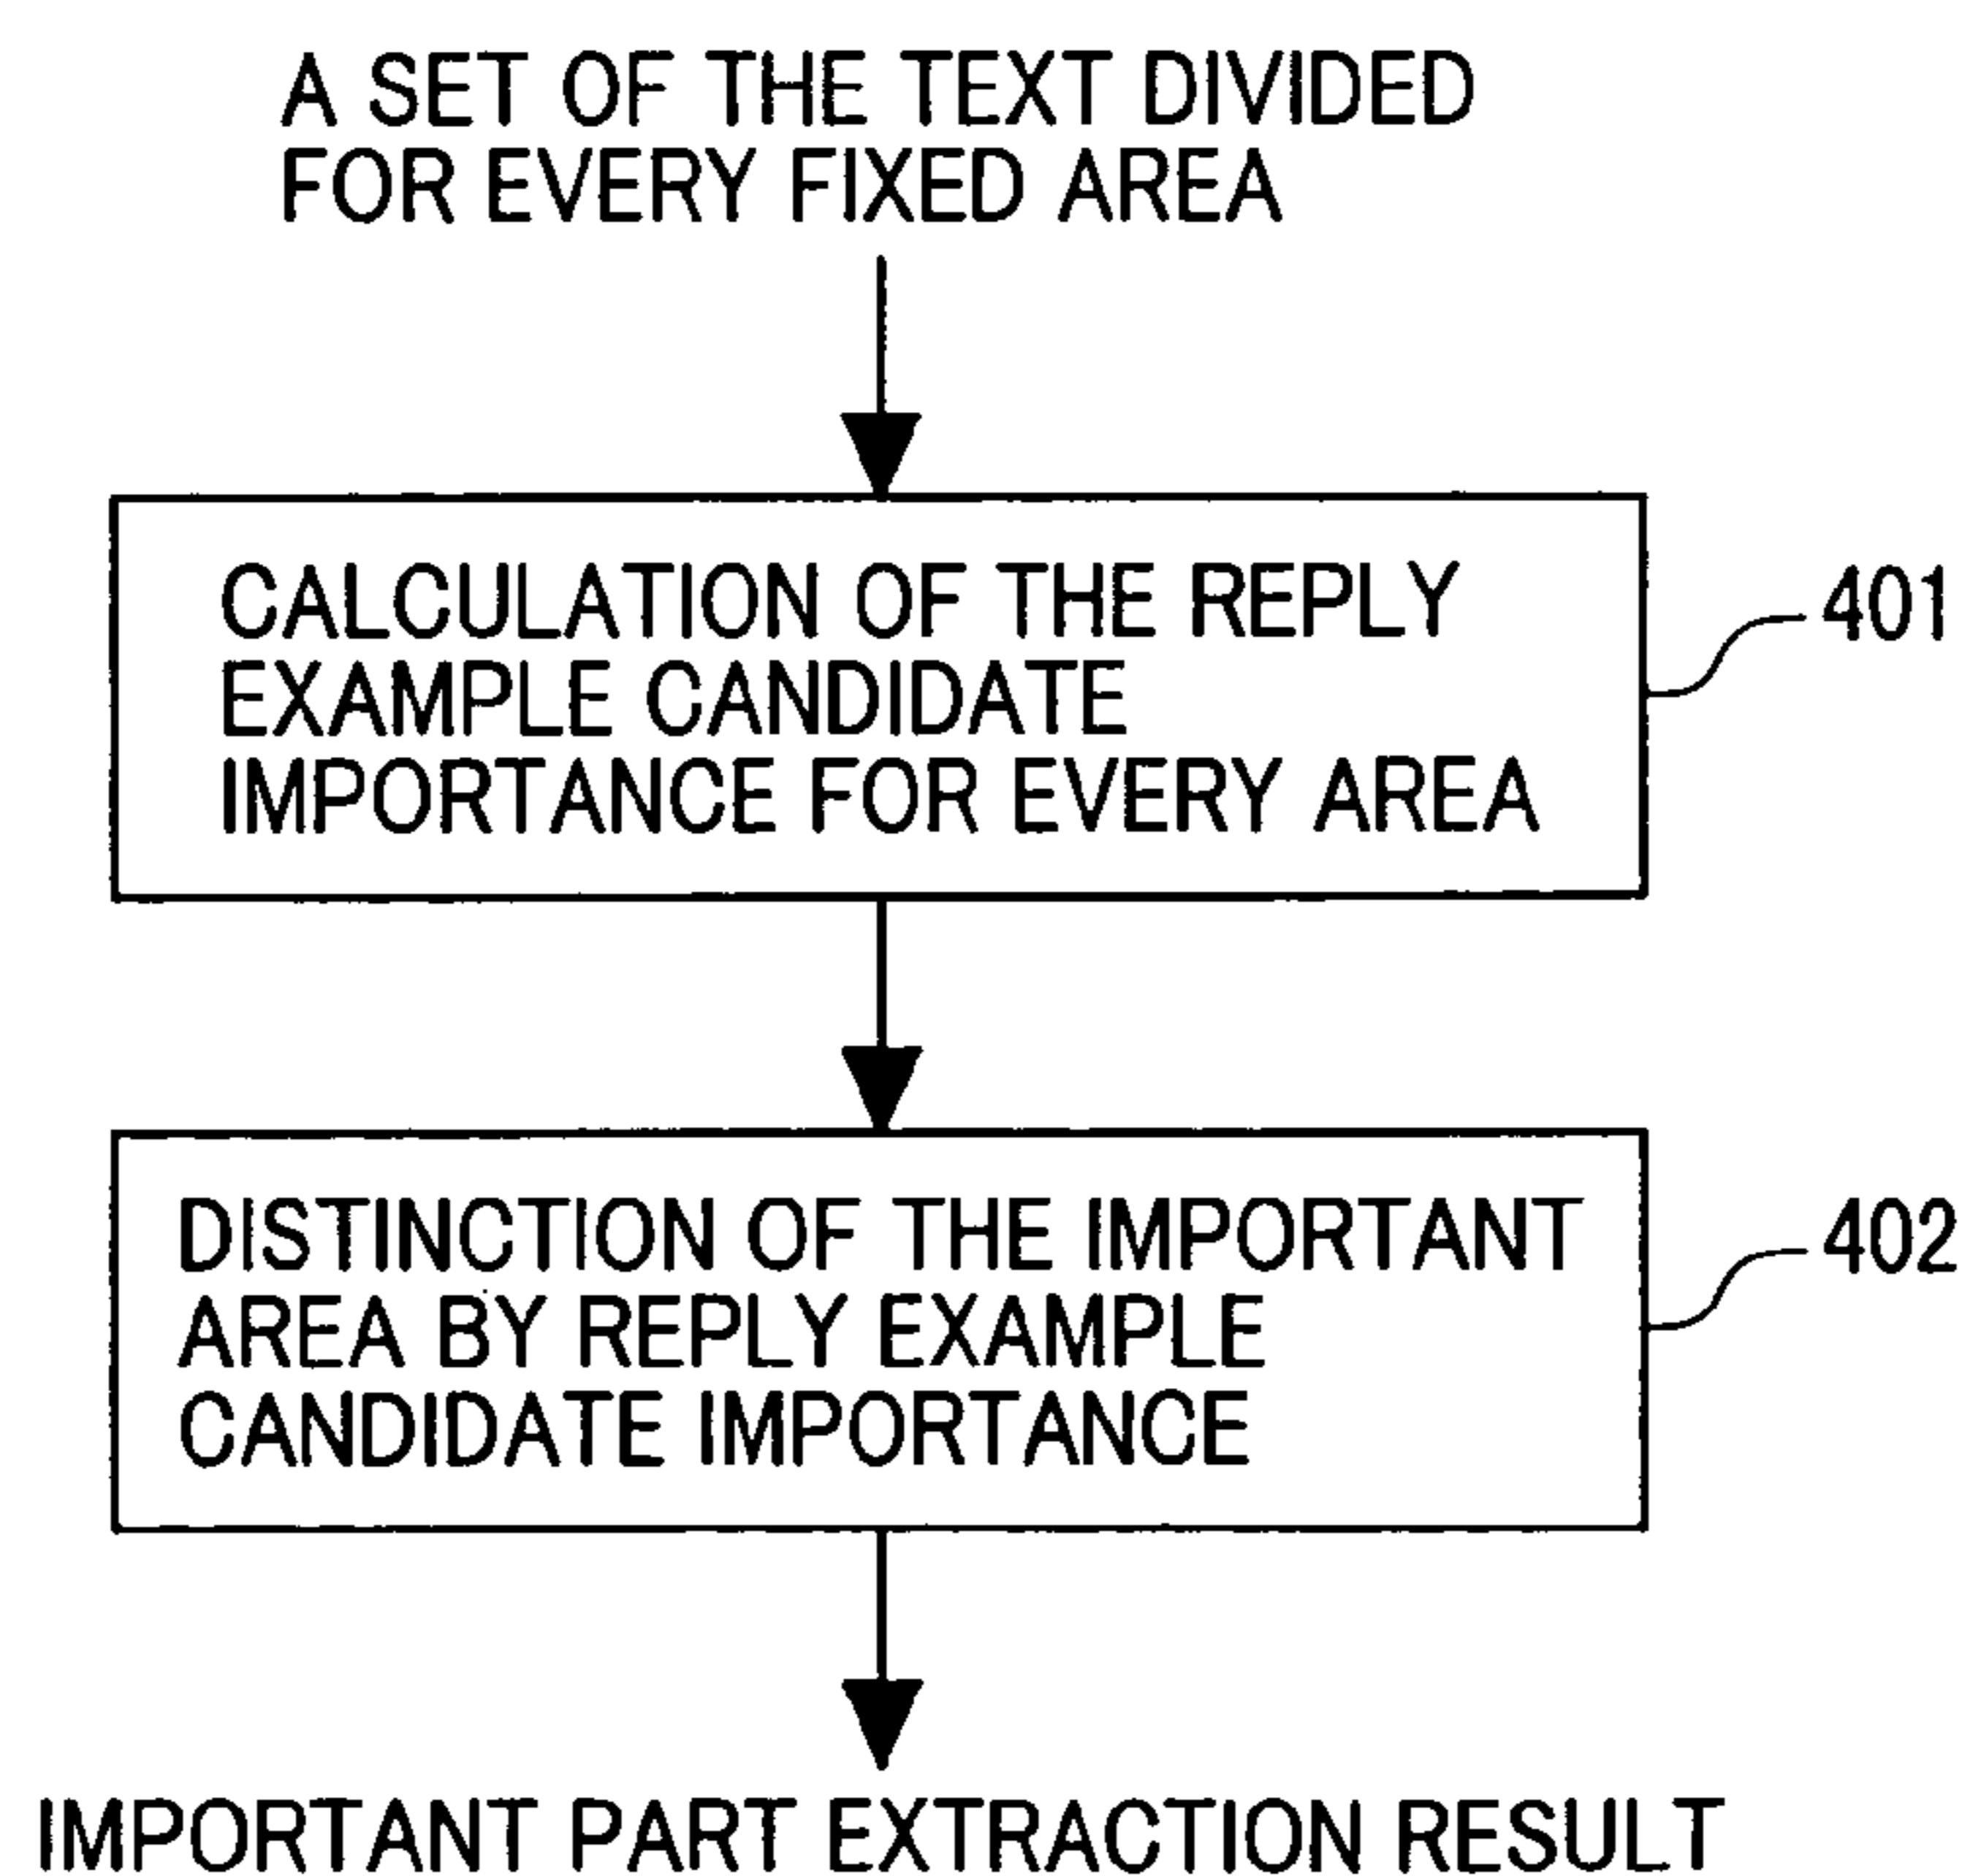 A SET OF THE TEXT DIVIDED
FOR EVERY FIXED AREA
CALCULATION OF THE REPLY
EXAMPLE CANDIDATE
IMPORTANCE FOR EVERY AREA
401
DISTINCTION OF THE IMPORTANT
AREA BY REPLY EXAMPLE
CANDIDATE IMPORTANCE
402
IMPORTANT PART EXTRACTION RESULT